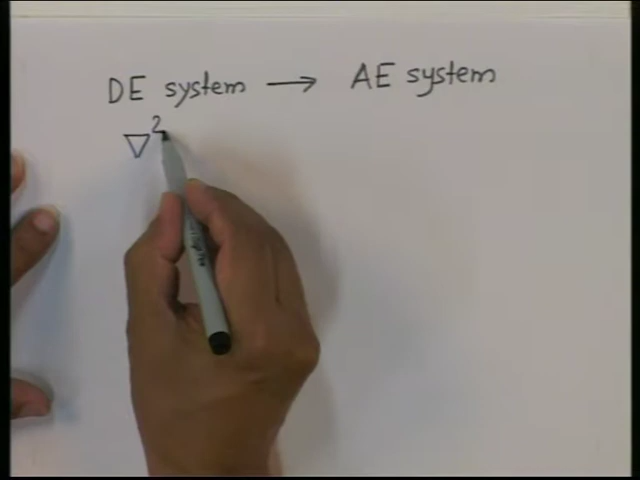 DE system → AE system
∇²